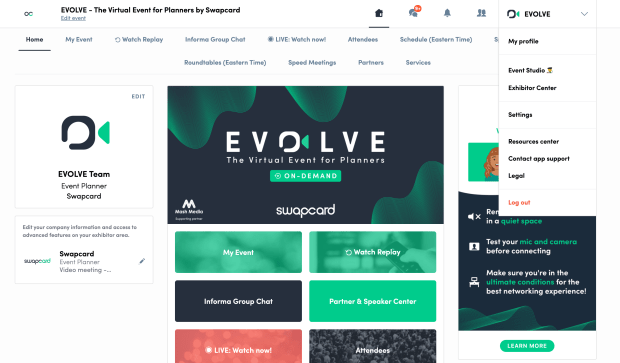 EVOLVE - The Virtual Event for Planners by Swapcard
Edit event
EVOLVE
Home
My Event
Watch Replay
Informa Group Chat
LIVE: Watch now!
Attendees
Schedule (Eastern Time)
Roundtables (Eastern Time)
Speed Meetings
Partners
Services
My profile
Event Studio
Exhibitor Center
Settings
Resources center
Contact app support
Legal
Log out
EDIT
EVOLVE Team
Event Planner
Swapcard
Edit your company information and access to
advanced features on your exhibitor area.
swapcard
Swapcard
Event Planner
Video meeting -...
EVOLVE
The Virtual Event for Planners
ON-DEMAND
Mash Media
Supporting partner
swapcard
My Event
Watch Replay
Informa Group Chat
Partner & Speaker Center
LIVE: Watch now!
Attendees
in a quiet space
Test your mic and camera
before connecting
Make sure you're in the
ultimate conditions for the
best networking experience!
LEARN MORE